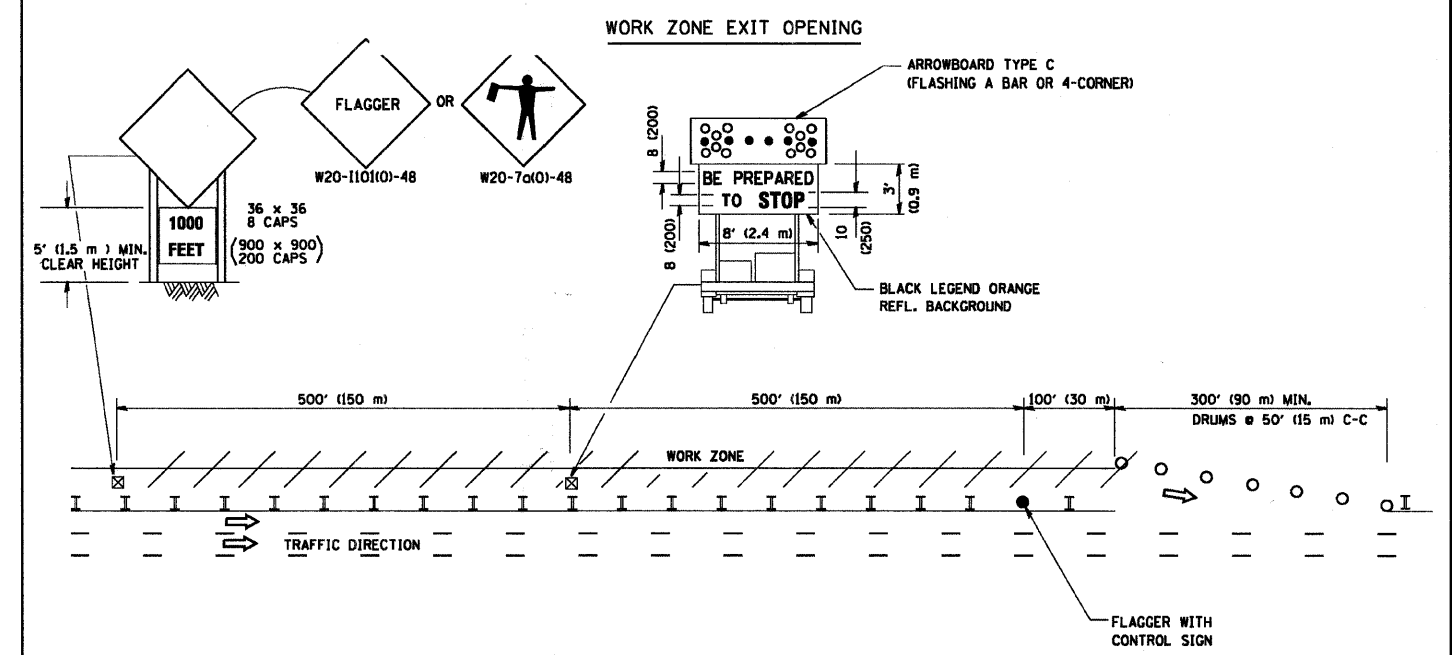 WORK ZONE EXIT OPENING
FLAGGER
OR
W20-I101(0)-48
W20-7a(0)-48
1000
FEET
36 x 36
8 CAPS
(900 x 900)
200 CAPS
5' (1.5 m ) MIN.
CLEAR HEIGHT
ARROWBOARD TYPE C
(FLASHING A BAR OR 4-CORNER)
8 (200)
BE PREPARED
TO STOP
3'
(0.9 m)
8 (200)
8' (2.4 m)
10
(250)
BLACK LEGEND ORANGE
REFL. BACKGROUND
500' (150 m)
500' (150 m)
100' (30 m)
300' (90 m) MIN.
DRUMS @ 50' (15 m) C-C
WORK ZONE
TRAFFIC DIRECTION
FLAGGER WITH
CONTROL SIGN